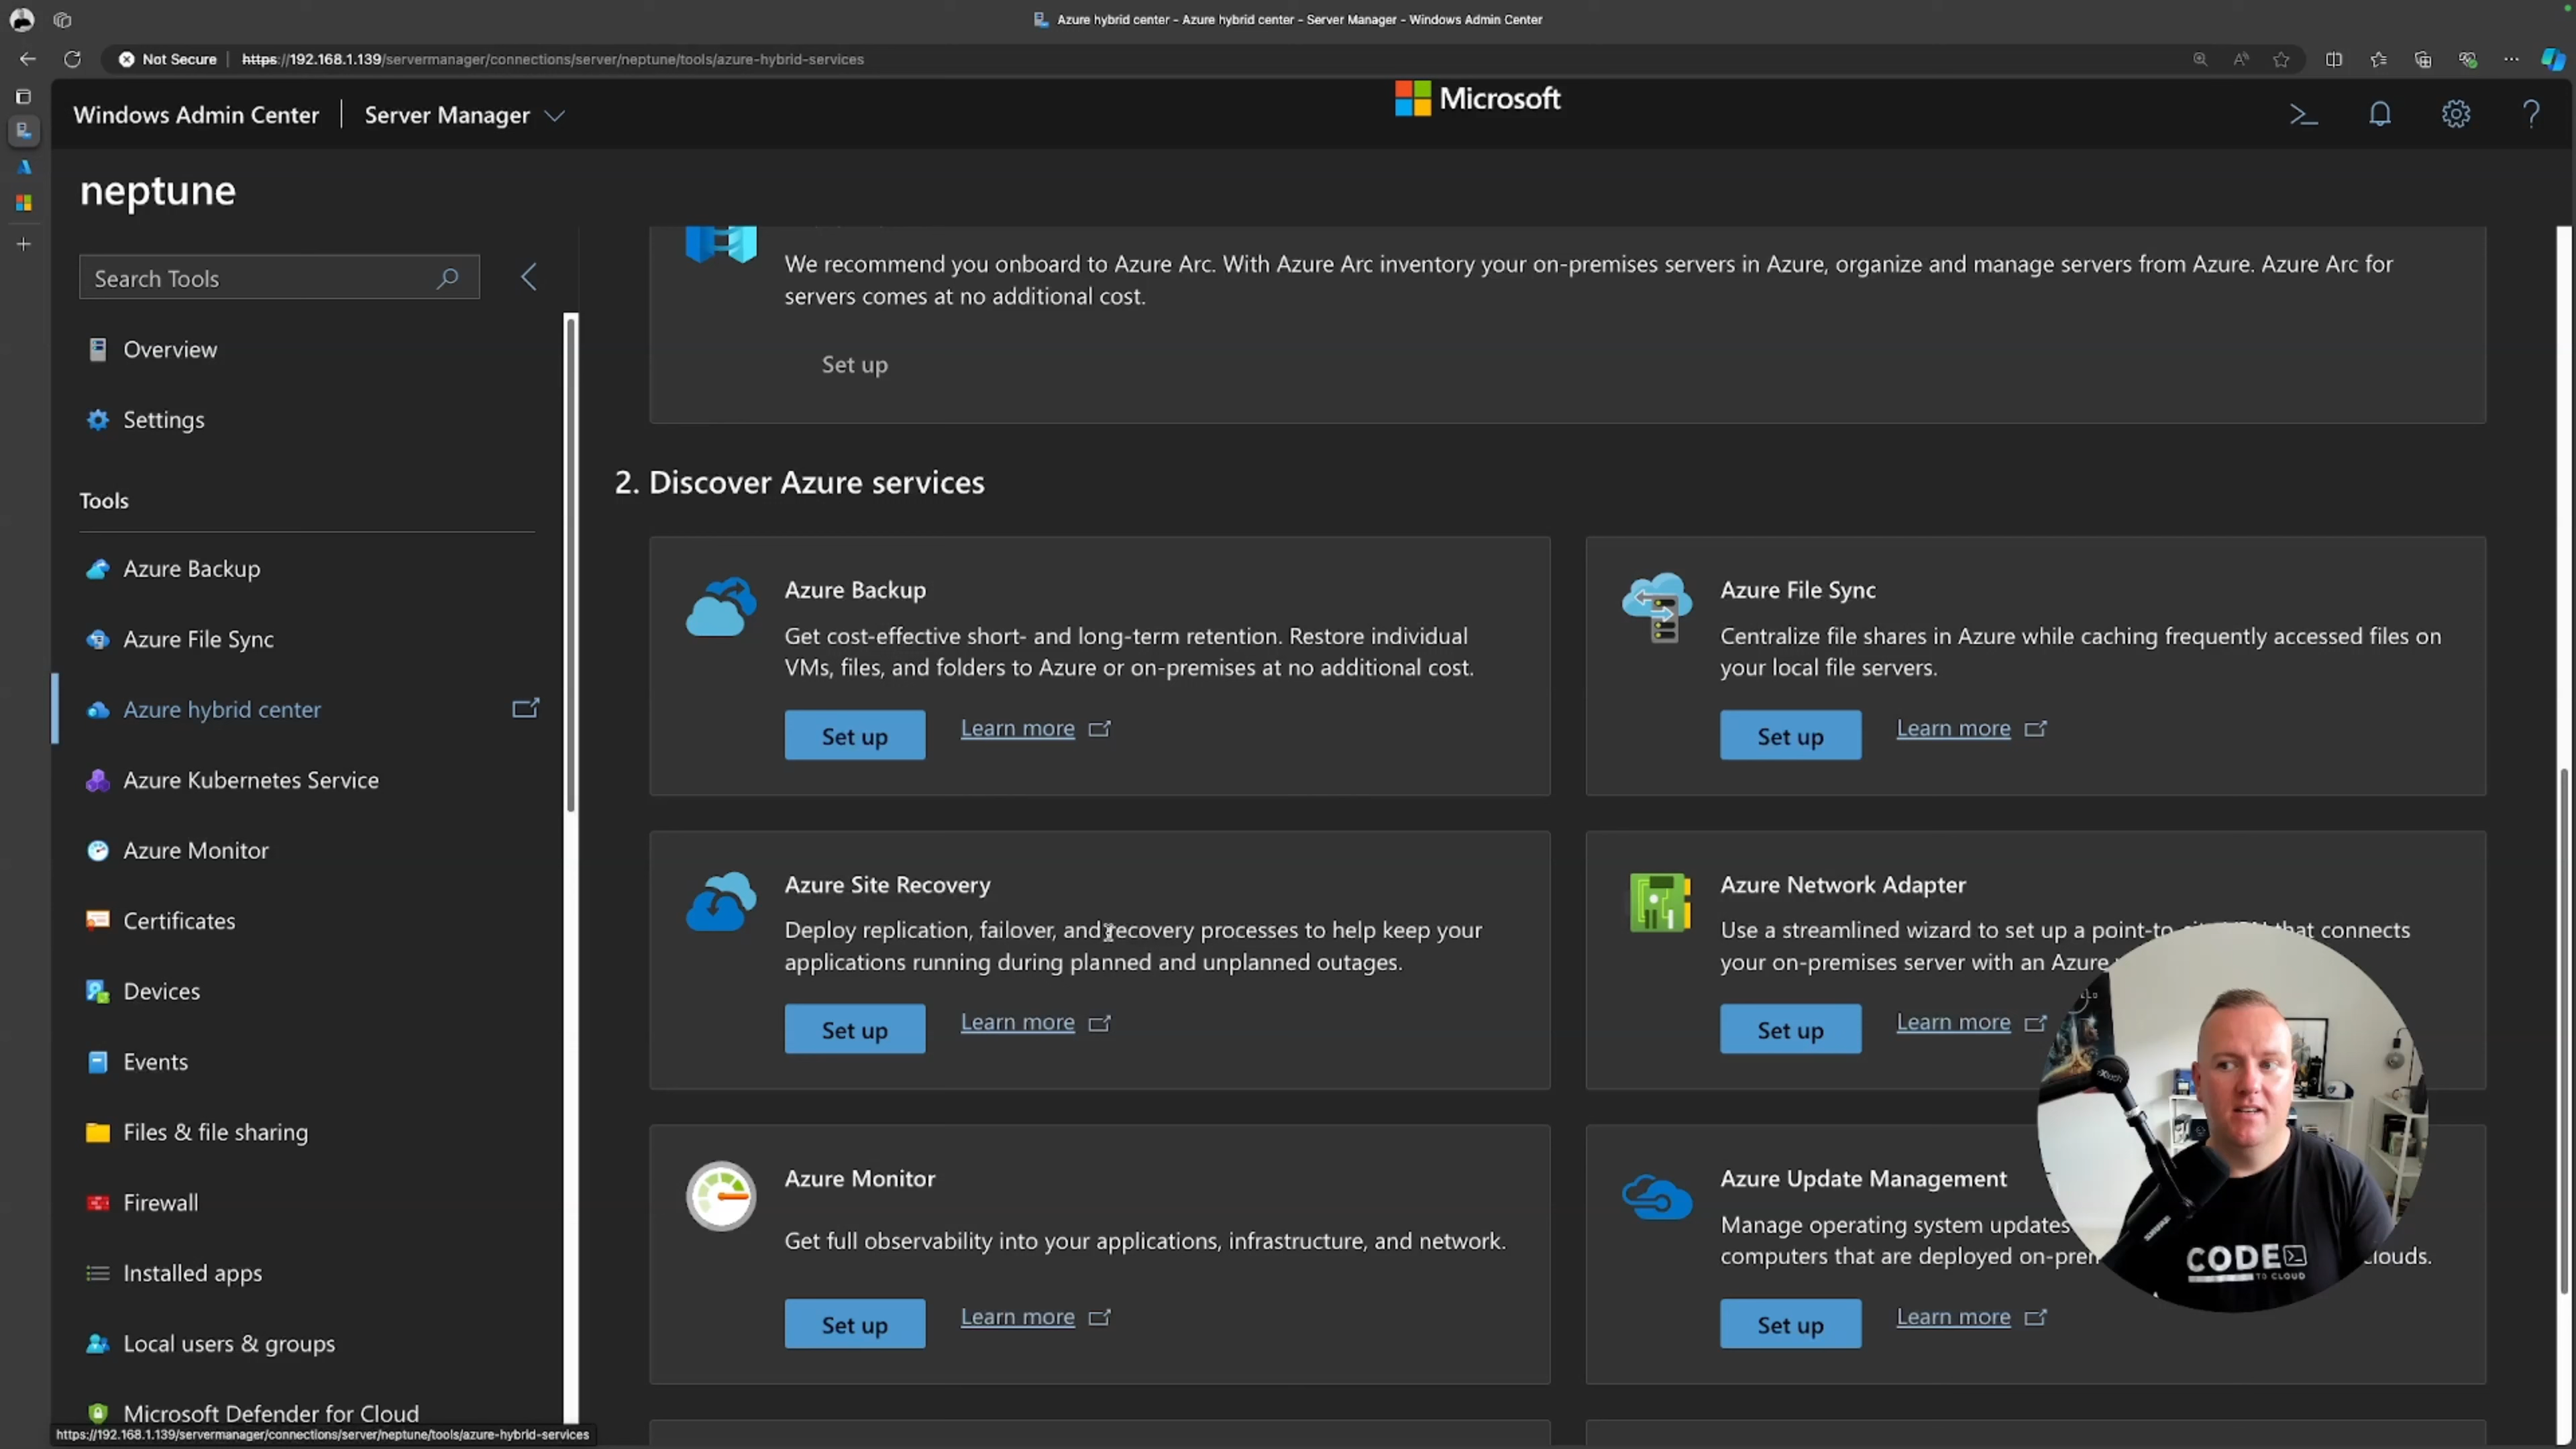 Azure hybrid center - Azure hybrid center - Server Manager - Windows Admin Center
Not Secure
https://192.168.1.139/servermanager/connections/server/neptune/tools/azure-hybrid-services
Windows Admin Center
Server Manager
Microsoft
neptune
Search Tools
Overview
Settings
Tools
Azure Backup
Azure File Sync
Azure hybrid center
Azure Kubernetes Service
Azure Monitor
Certificates
Devices
Events
Files & file sharing
Firewall
Installed apps
Local users & groups
Microsoft Defender for Cloud
We recommend you onboard to Azure Arc. With Azure Arc inventory your on-premises servers in Azure, organize and manage servers from Azure. Azure Arc for
servers comes at no additional cost.
Set up
2. Discover Azure services
Azure Backup
Get cost-effective short- and long-term retention. Restore individual
VMs, files, and folders to Azure or on-premises at no additional cost.
Set up
Learn more
Azure File Sync
Centralize file shares in Azure while caching frequently accessed files on
your local file servers.
Set up
Learn more
Azure Site Recovery
Deploy replication, failover, and recovery processes to help keep your
applications running during planned and unplanned outages.
Set up
Learn more
Azure Network Adapter
Use a streamlined wizard to set up a point-to that connects
your on-premises server with an Azure
Set up
Learn more
Azure Monitor
Get full observability into your applications, infrastructure, and network.
Set up
Learn more
Azure Update Management
Manage operating system updates
computers that are deployed on-prem clouds.
Set up
Learn more
CODE
TO CLOUD
https://192.168.1.139/servermanager/connections/server/neptune/tools/azure-hybrid-services